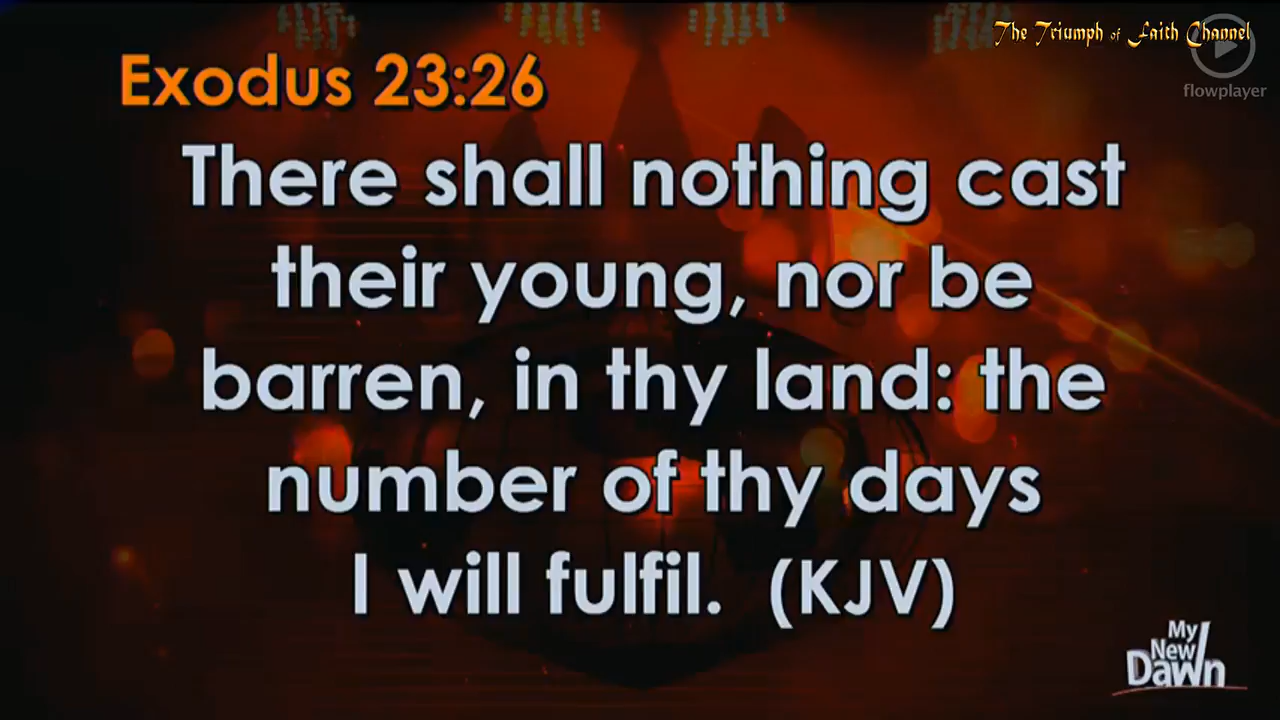 The Triumph of Faith Channel
flowplayer
Exodus 23:26
There shall nothing cast
their young, nor be
barren, in thy land: the
number of thy days
I will fulfil. (KJV)
My
New
Dawn